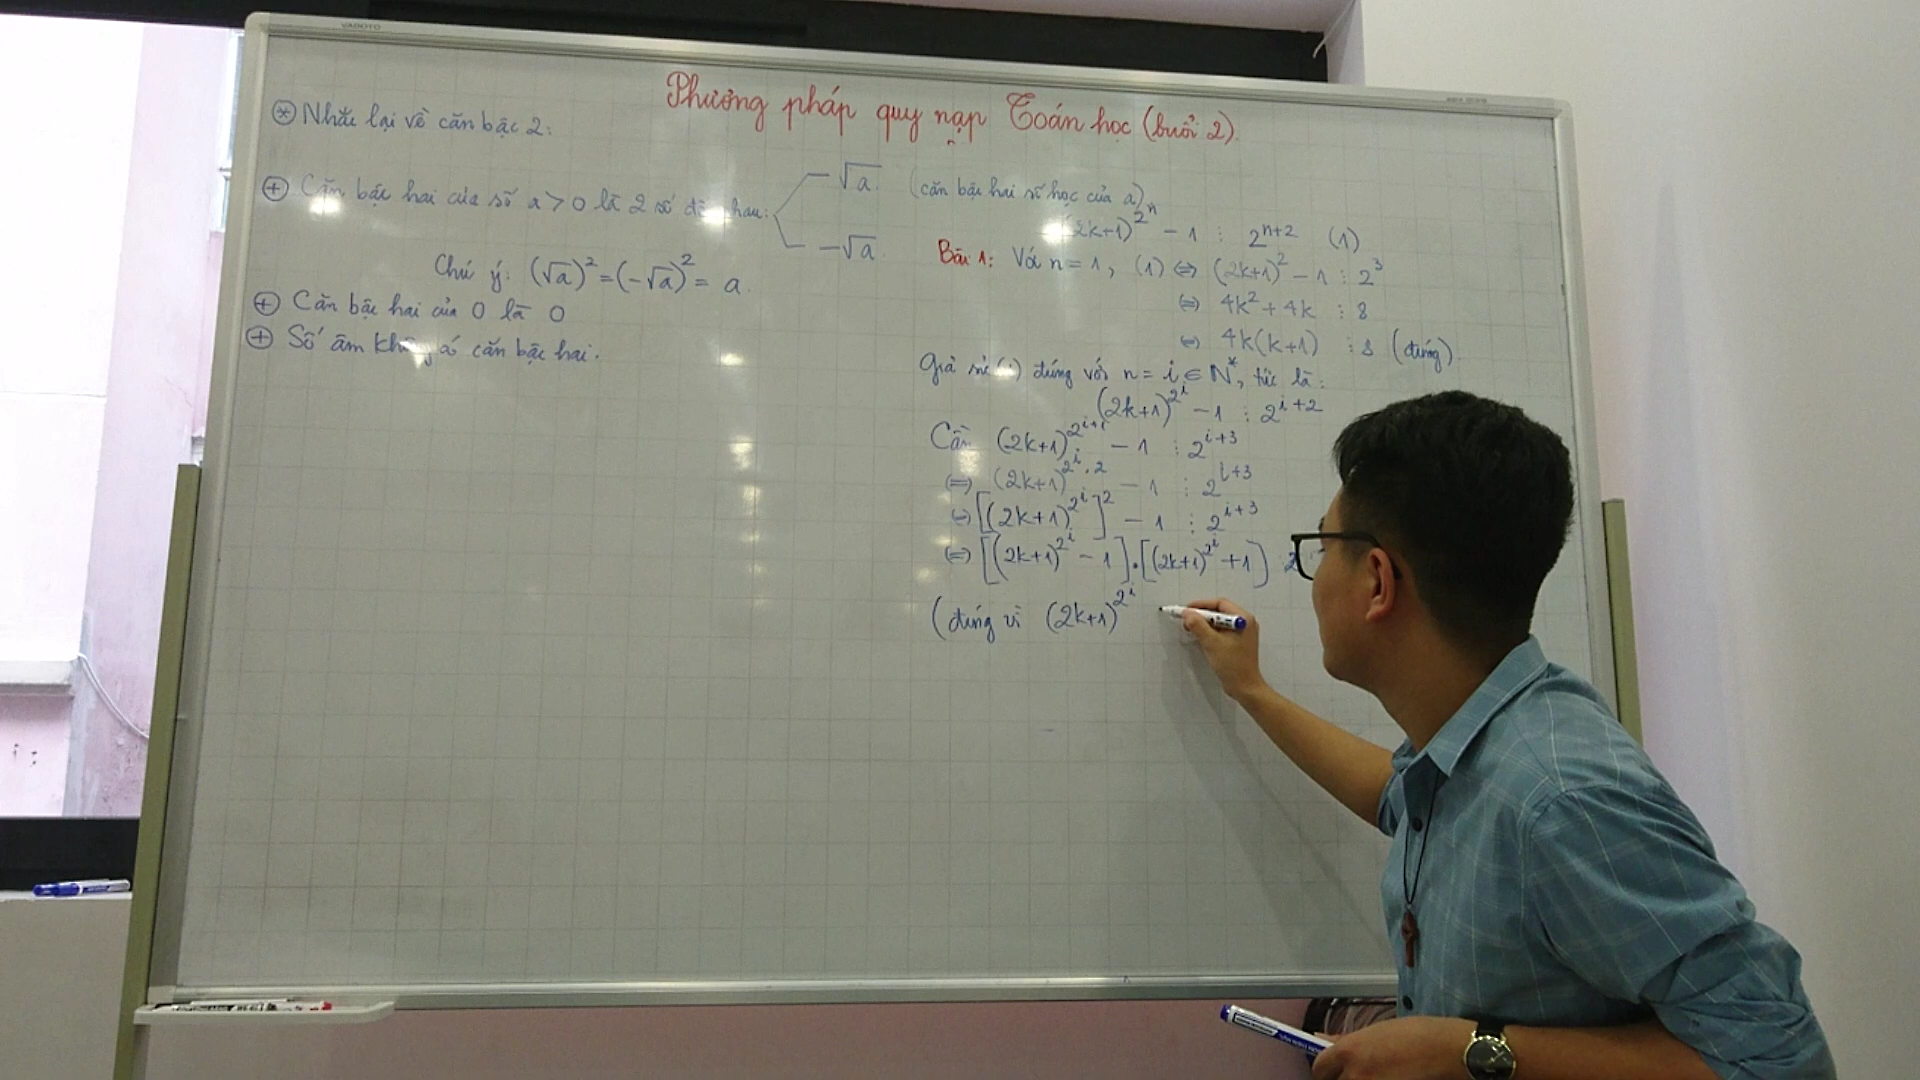 Phương pháp quy nạp Toán học (buổi 2).
⊛ Nhắc lại về căn bậc 2:
⊕ Căn bậc hai của số a > 0 là 2 số
√a (căn bậc hai số học của a)
-√a
Chú ý: (√a)² = (-√a)² = a.
⊕ Căn bậc hai của 0 là 0
⊕ Số âm không có căn bậc hai.
(2k+1)^{2^n} - 1 ⋮ 2^{n+2} (1)
Bài 1: Với n = 1, (1) ⇔ (2k+1)² - 1 ⋮ 2³
⇔ 4k² + 4k ⋮ 8
⇔ 4k(k+1) ⋮ 8 (đúng).
Giả sử (1) đúng với n = i ∈ N*, tức là:
(2k+1)^{2^i} - 1 ⋮ 2^{i+2}
Cần (2k+1)^{2^{i+1}} - 1 ⋮ 2^{i+3}
⇔ (2k+1)^{2^i . 2} - 1 ⋮ 2^{i+3}
⇔ [(2k+1)^{2^i}]² - 1 ⋮ 2^{i+3}
⇔ [(2k+1)^{2^i} - 1].[(2k+1)^{2^i} + 1] 2
(đúng vì (2k+1)^{2^i}